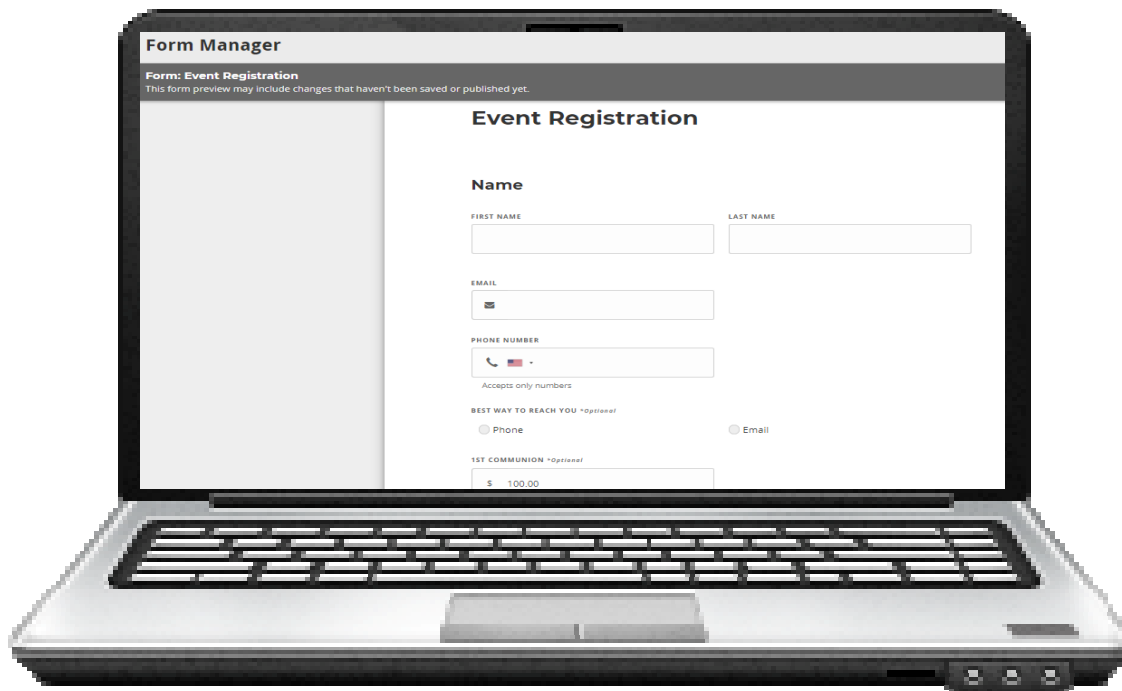 Form Manager
Form: Event Registration
This form preview may include changes that haven't been saved or published yet.
Event Registration
Name
FIRST NAME LAST NAME
EMAIL
PHONE NUMBER
Accepts only numbers
BEST WAY TO REACH YOU *Optional
Phone Email
1ST COMMUNION *Optional
$ 100.00